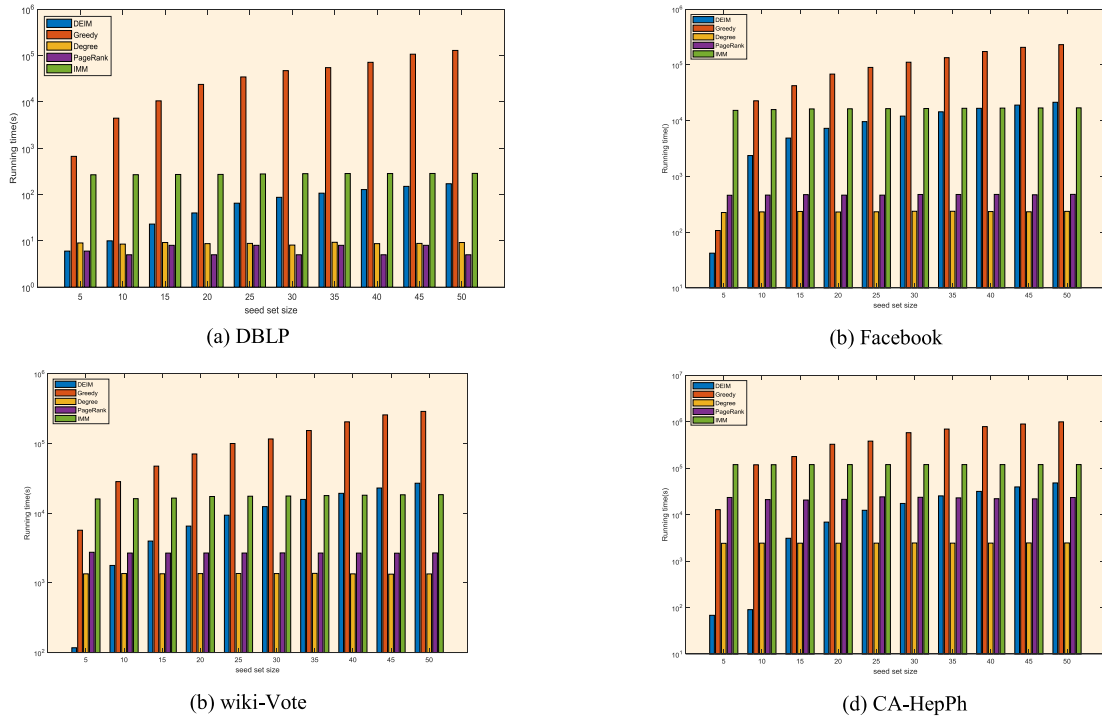 DEIM
Greedy
Degree
PageRank
IMM
Running time(s)
10^6
10^5
10^4
10^3
10^2
10^1
10^0
5 10 15 20 25 30 35 40 45 50
seed set size
(a) DBLP
DEIM
Greedy
Degree
PageRank
IMM
Running time()
10^6
10^5
10^4
10^3
10^2
10^1
5 10 15 20 25 30 35 40 45 50
seed set size
(b) Facebook
DEIM
Greedy
Degree
PageRank
IMM
Running time(s)
10^6
10^5
10^4
10^3
10^2
5 10 15 20 25 30 35 40 45 50
seed set size
(b) wiki-Vote
DEIM
Greedy
Degree
PageRank
IMM
Running time(s)
10^7
10^6
10^5
10^4
10^3
10^2
10^1
5 10 15 20 25 30 35 40 45 50
seed set size
(d) CA-HepPh